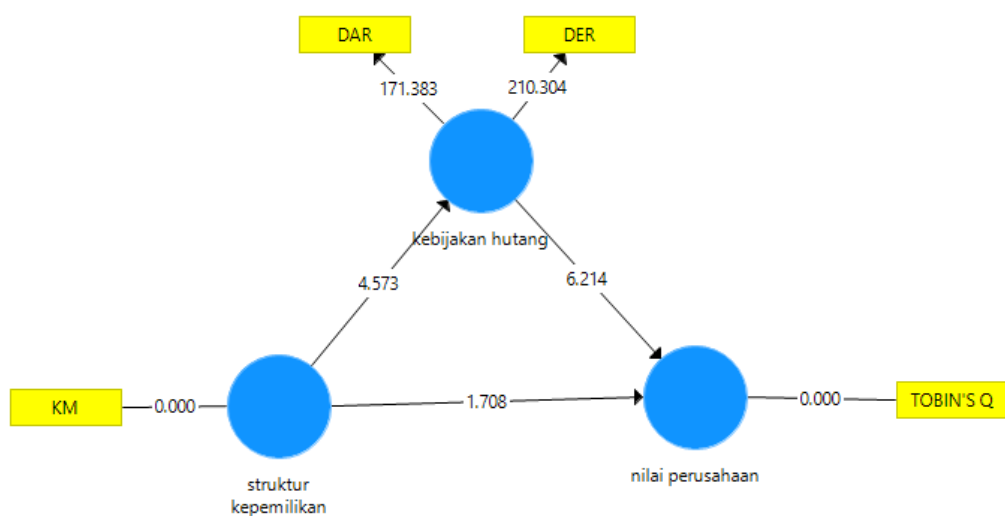 DAR
DER
171.383
210.304
kebijakan hutang
4.573
6.214
KM
0.000
1.708
0.000
TOBIN'S Q
struktur
kepemilikan
nilai perusahaan